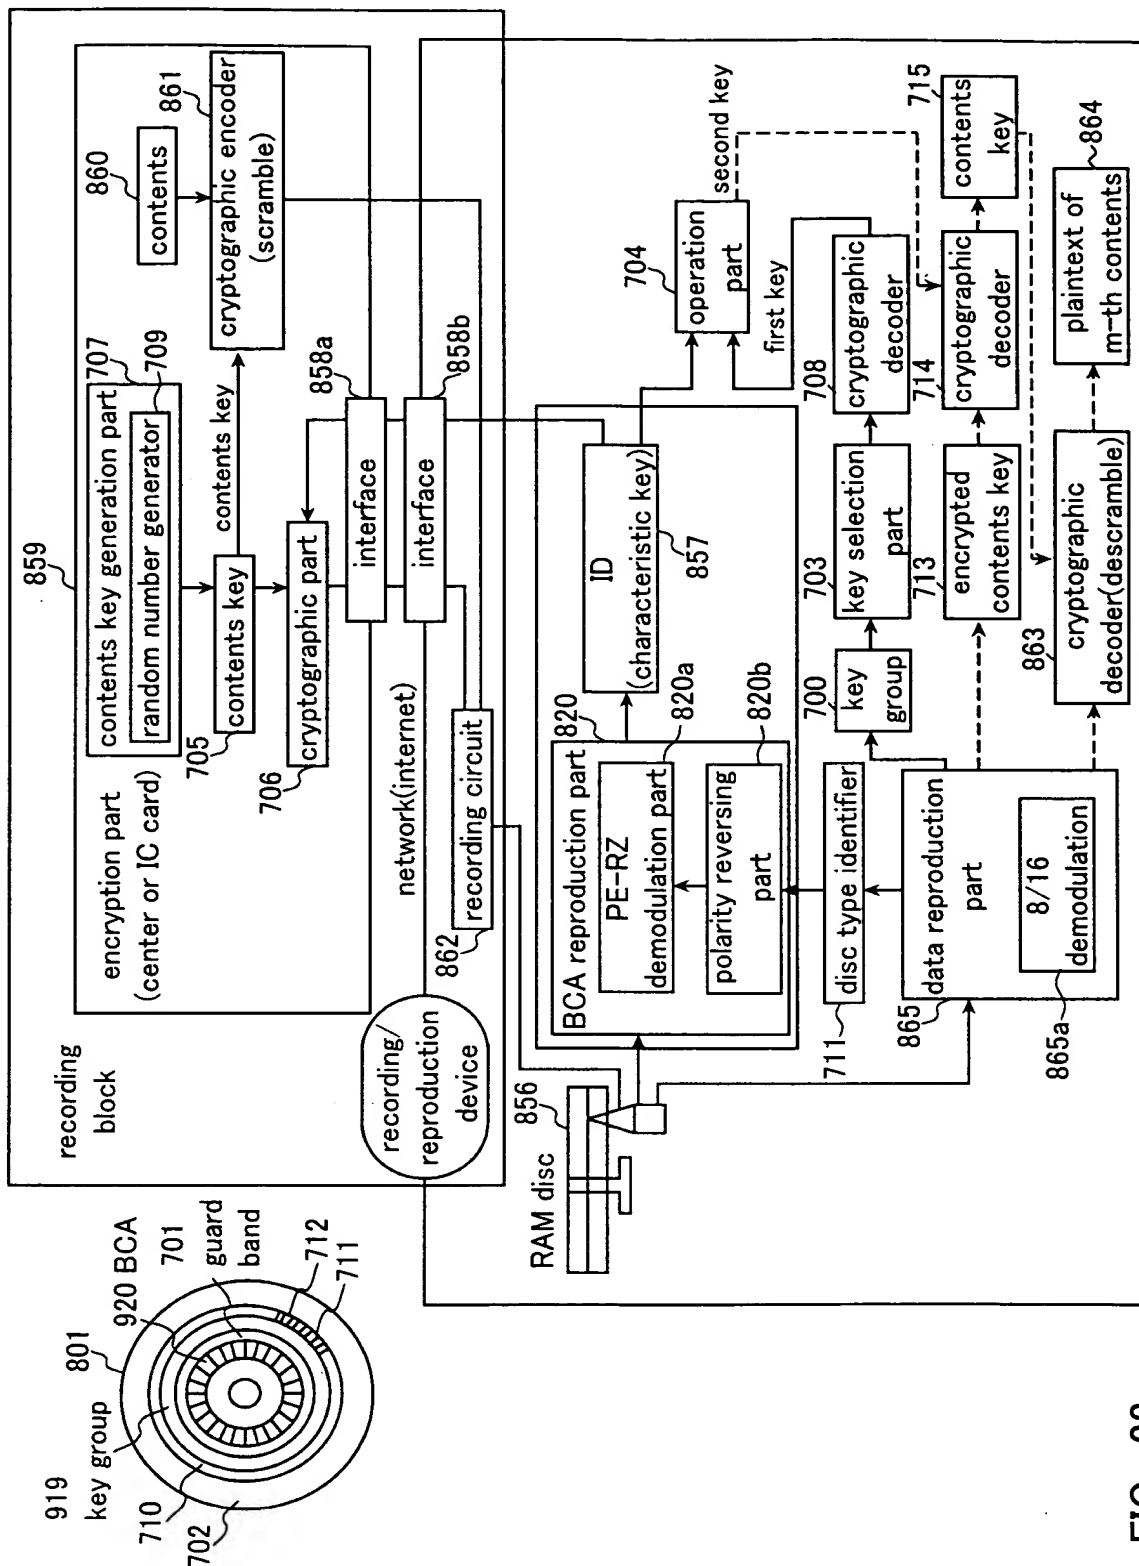 recording
block
859
encryption part
(center or IC card)
contents key generation part
707
random number generator
709
contents key
705
contents key
cryptographic part
706
860
contents
861
cryptographic encoder
(scramble)
interface
858a
interface
858b
network(internet)
recording/
reproduction
device
recording circuit
862
801
920 BCA
701
guard
band
712
711
919
key group
710
702
RAM disc
856
BCA reproduction part
820
PE-RZ
demodulation part
820a
polarity reversing
part
820b
ID
(characteristic key)
857
704
operation
part
second key
first key
disc type identifier
711
data reproduction
part
865
8/16
demodulation
865a
700
key
group
703
key selection
part
708
cryptographic
decoder
713
encrypted
contents key
714
cryptographic
decoder
715
contents
key
863
cryptographic
decoder(descramble)
plaintext of
m-th contents
864
FIG.